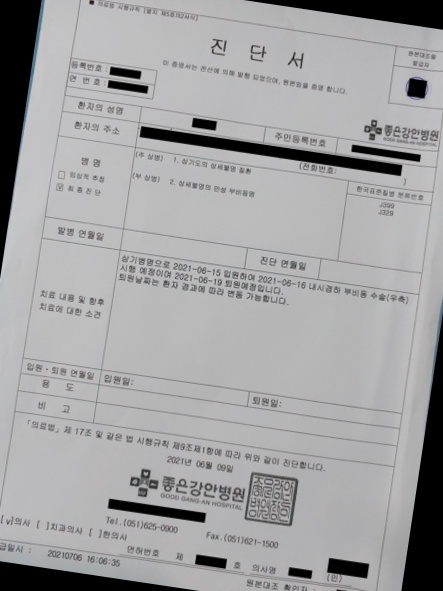 ■ 의료법 시행규칙 [별지 제5호의2서식]
진 단 서
원본대조필
발급자
이 증명서는 전산에 의해 발행 되었으며, 원본임을 증명 합니다.
등록번호 :
연 번호 :
좋은강안병원
GOOD GANG-AN HOSPITAL
환자의 성명
주민등록번호
환자의 주소
(전화번호: )
병 명
임상적 추정
최 종 진 단
(주 상병) 1. 상기도의 상세불명 질환
(부 상병) 2. 상세불명의 만성 부비동염
한국표준질병 분류번호
J399
J329
발병 연월일
진단 연월일
치료 내용 및 향후
치료에 대한 소견
상기병명으로 2021-06-15 입원하여 2021-06-16 내시경하 부비동 수술(우측)
시행 예정이며 2021-06-19 퇴원예정입니다.
퇴원날짜는 환자 경과에 따라 변동 가능합니다.
입원ㆍ퇴원 연월일
입원일:
퇴원일:
용 도
비 고
「의료법」 제 17조 및 같은 법 시행규칙 제9조제1항에 따라 위와 같이 진단합니다.
2021년 06월 09일
좋은강안병원
GOOD GANG-AN HOSPITAL
Tel.(051)625-0900
Fax.(051)621-1500
[√]의사 [ ]치과의사 [ ]한의사
면허번호 제 호 의사명 (인)
급일시 : 20210706 16:06:35
원본대조 확인자 :